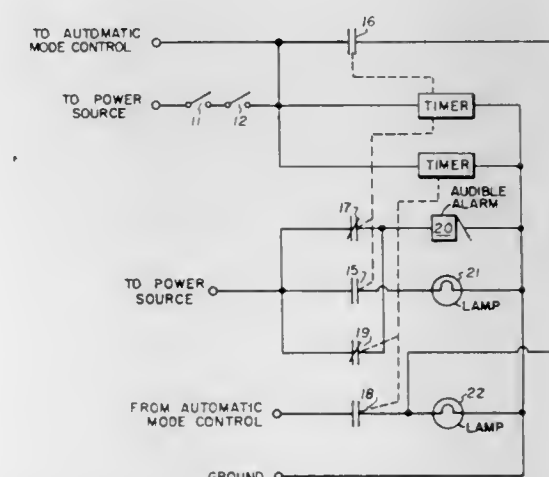 16
TO AUTOMATIC
MODE CONTROL
TO POWER
SOURCE
11
12
TIMER
TIMER
AUDIBLE
ALARM
17
20
15
21
TO POWER
SOURCE
LAMP
19
18
22
FROM AUTOMATIC
MODE CONTROL
LAMP
GROUND